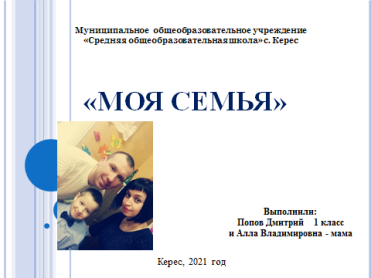 Муниципальное общеобразовательное учреждение
«Средняя общеобразовательная школа» с. Керес
«МОЯ СЕМЬЯ»
Выполнили:
Попов Дмитрий 1 класс
и Алла Владимировна - мама
Керес, 2021 год